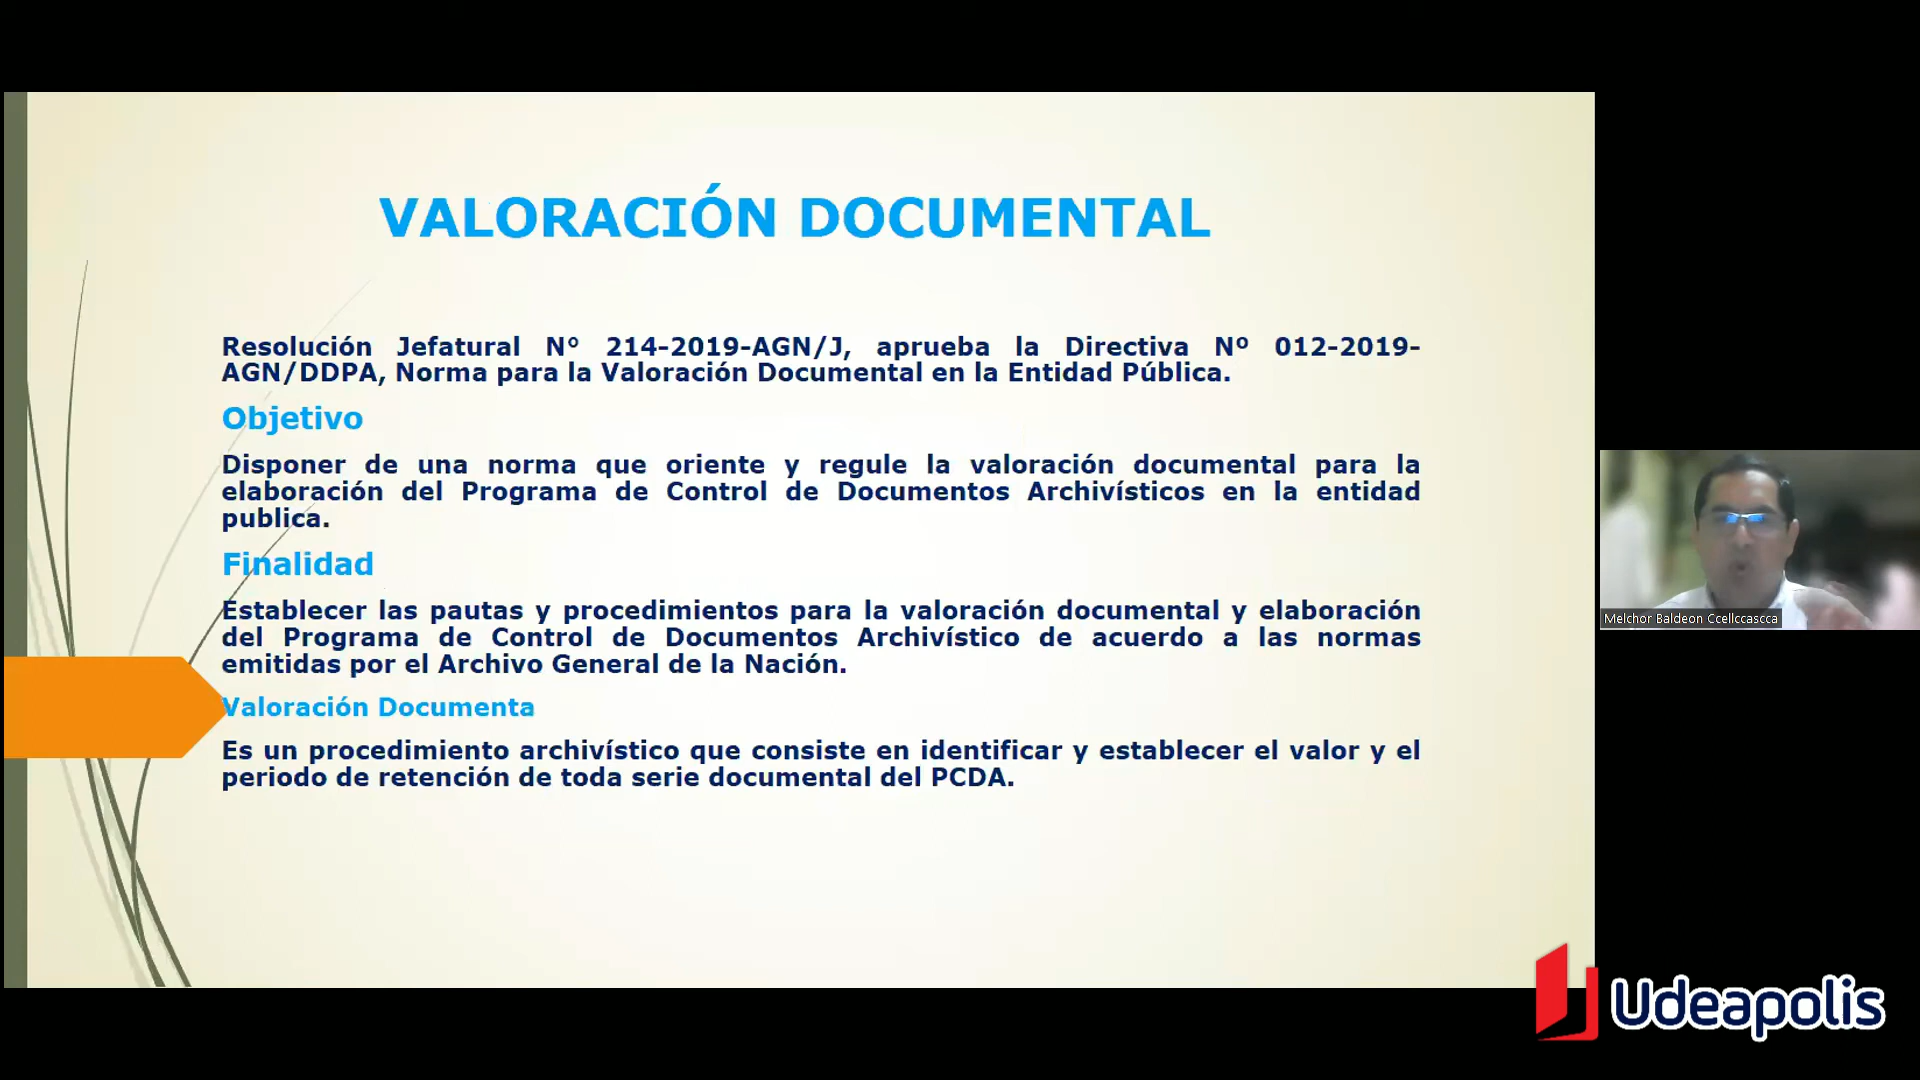 VALORACIÓN DOCUMENTAL
Resolución Jefatural N° 214-2019-AGN/J, aprueba la Directiva Nº 012-2019-
AGN/DDPA, Norma para la Valoración Documental en la Entidad Pública.
Objetivo
Disponer de una norma que oriente y regule la valoración documental para la
elaboración del Programa de Control de Documentos Archivísticos en la entidad
publica.
Finalidad
Establecer las pautas y procedimientos para la valoración documental y elaboración
del Programa de Control de Documentos Archivístico de acuerdo a las normas
emitidas por el Archivo General de la Nación.
Valoración Documenta
Es un procedimiento archivístico que consiste en identificar y establecer el valor y el
periodo de retención de toda serie documental del PCDA.
Melchor Baldeon Ccellccascca
Udeapolis